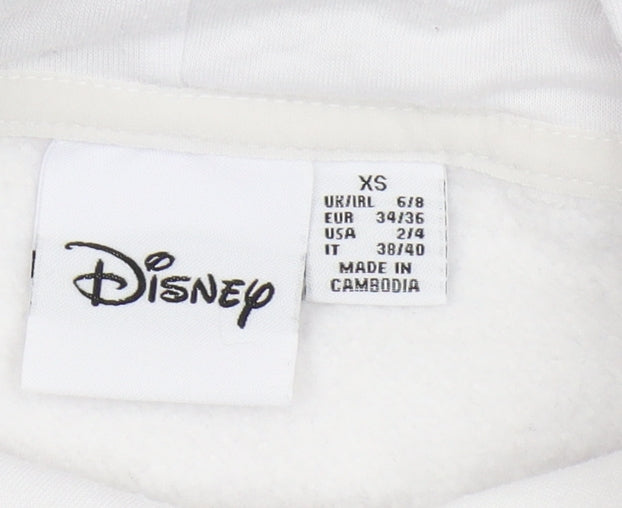 Disney
XS
UK/IRL 6/8
EUR 34/36
USA 2/4
IT 38/40
MADE IN
CAMBODIA